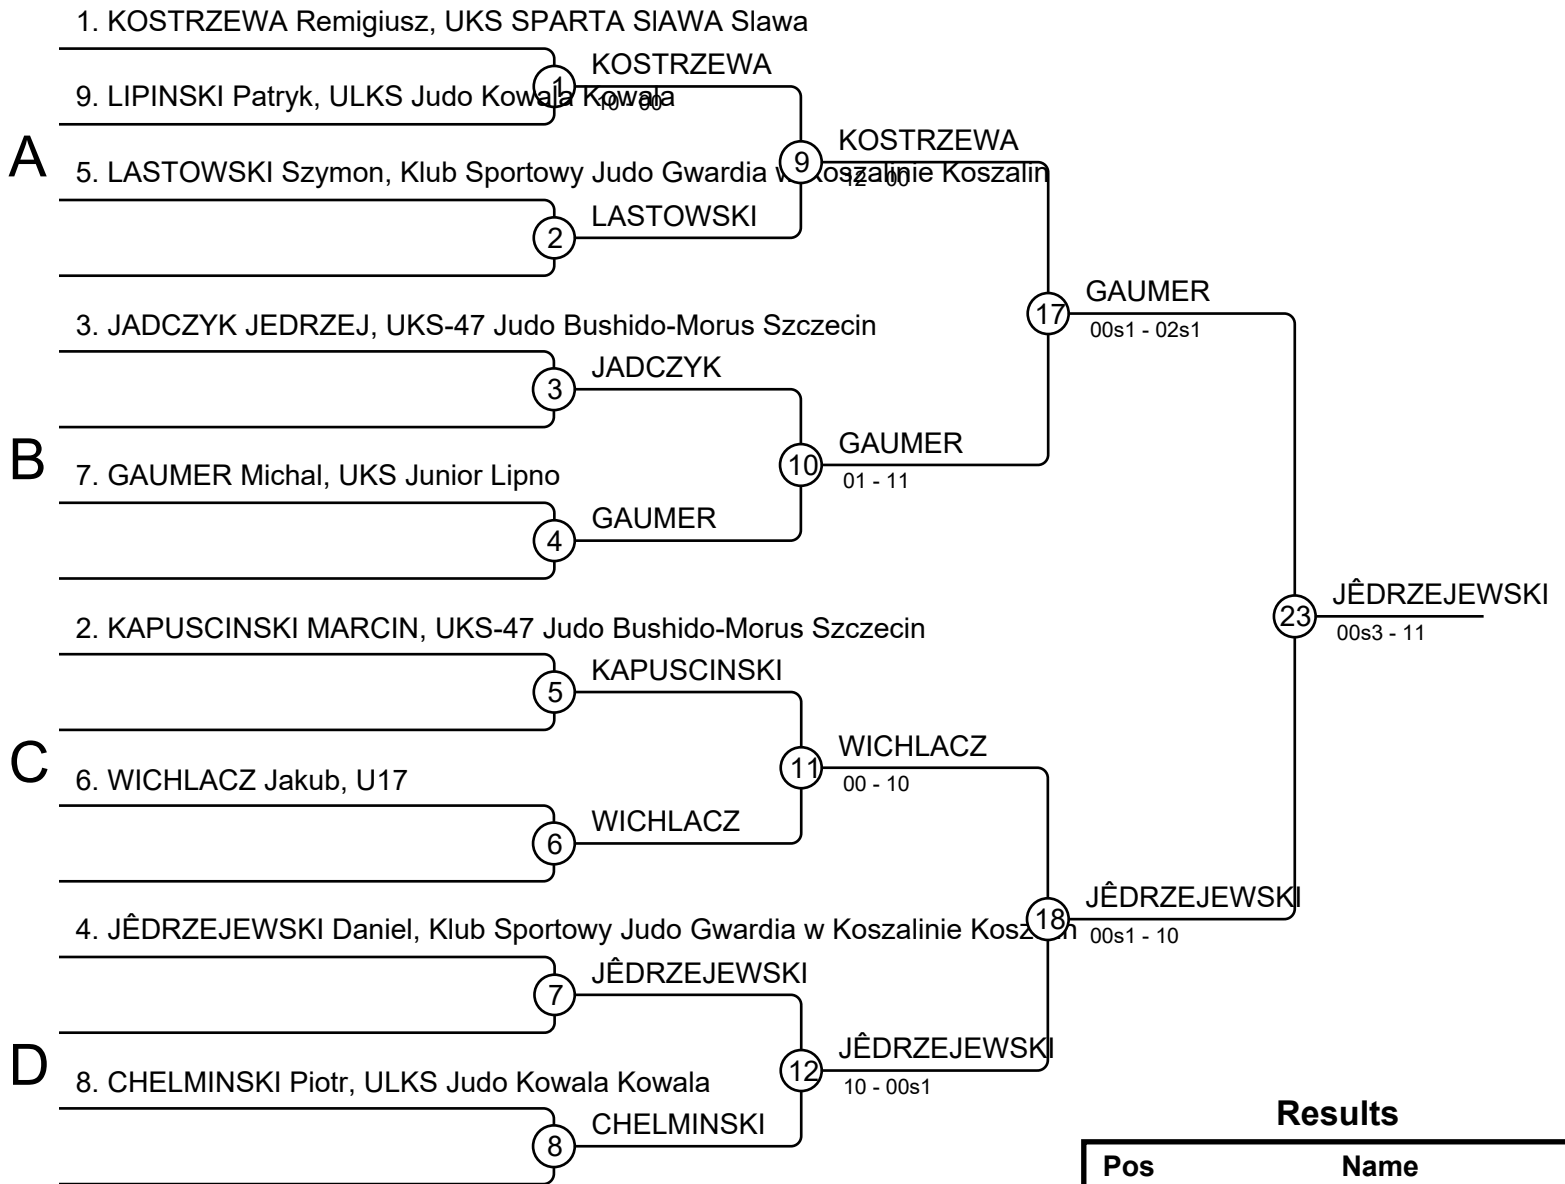 1. KOSTRZEWA Remigiusz, UKS SPARTA SlAWA Slawa
KOSTRZEWA
1
9. LIPINSKI Patryk, ULKS Judo Kowala Kowala
10 - 00
A
KOSTRZEWA
9
5. LASTOWSKI Szymon, Klub Sportowy Judo Gwardia w Koszalinie Koszalin
12 - 00
LASTOWSKI
2
GAUMER
17
00s1 - 02s1
3. JADCZYK JEDRZEJ, UKS-47 Judo Bushido-Morus Szczecin
JADCZYK
3
B
GAUMER
10
01 - 11
7. GAUMER Michal, UKS Junior Lipno
GAUMER
4
JÊDRZEJEWSKI
23
00s3 - 11
2. KAPUSCINSKI MARCIN, UKS-47 Judo Bushido-Morus Szczecin
KAPUSCINSKI
5
C
WICHLACZ
11
00 - 10
6. WICHLACZ Jakub, U17
WICHLACZ
6
JÊDRZEJEWSKI
18
00s1 - 10
4. JÊDRZEJEWSKI Daniel, Klub Sportowy Judo Gwardia w Koszalinie Koszalin
JÊDRZEJEWSKI
7
D
JÊDRZEJEWSKI
12
10 - 00s1
8. CHELMINSKI Piotr, ULKS Judo Kowala Kowala
CHELMINSKI
8
Results
Pos Name